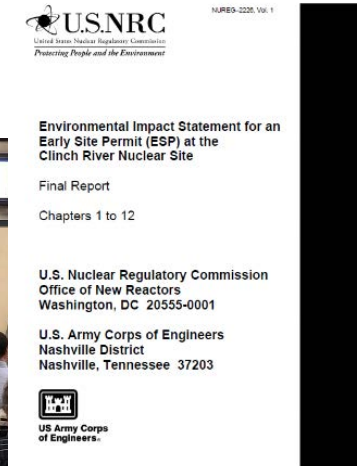 NUREG-2226, Vol. 1
U.S.NRC
United States Nuclear Regulatory Commission
Protecting People and the Environment
Environmental Impact Statement for an
Early Site Permit (ESP) at the
Clinch River Nuclear Site
Final Report
Chapters 1 to 12
U.S. Nuclear Regulatory Commission
Office of New Reactors
Washington, DC 20555-0001
U.S. Army Corps of Engineers
Nashville District
Nashville, Tennessee 37203
US Army Corps
of Engineers®